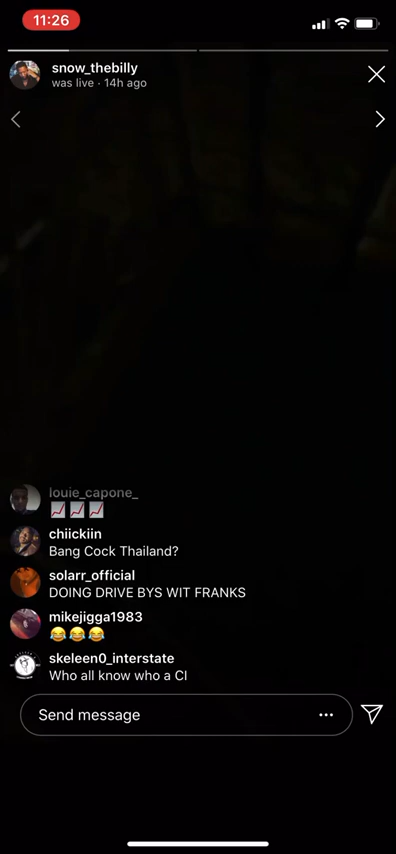 11:26
snow_thebilly
was live · 14h ago
louie_capone_
📈 📈 📈
chiickiin
Bang Cock Thailand?
solarr_official
DOING DRIVE BYS WIT FRANKS
mikejigga1983
😂😂😂
skeleen0_interstate
Who all know who a CI
Send message